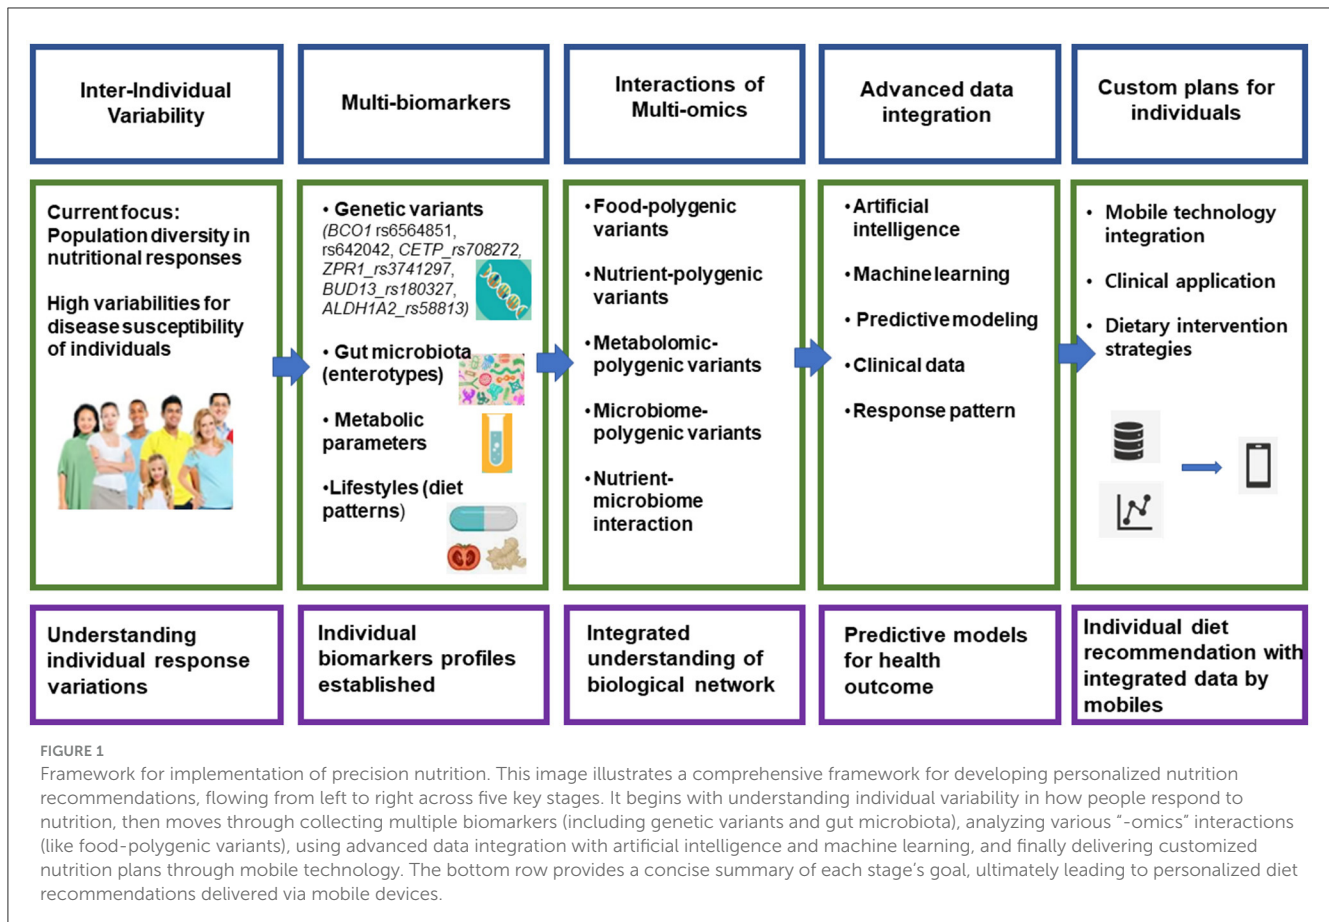 Inter-Individual
Variability
Multi-biomarkers
Interactions of
Multi-omics
Advanced data
integration
Custom plans for
individuals
Current focus:
Population diversity in
nutritional responses
High variabilities for
disease susceptibility
of individuals
• Genetic variants
(BCO1 rs6564851,
rs642042, CETP_rs708272,
ZPR1_rs3741297,
BUD13_rs180327,
ALDH1A2_rs58813)
• Gut microbiota
(enterotypes)
• Metabolic
parameters
•Lifestyles (diet
patterns)
•Food-polygenic
variants
•Nutrient-polygenic
variants
•Metabolomic-
polygenic variants
•Microbiome-
polygenic variants
•Nutrient-
microbiome
interaction
•Artificial
intelligence
•Machine learning
• Predictive modeling
•Clinical data
•Response pattern
• Mobile technology
integration
• Clinical application
• Dietary intervention
strategies
Understanding
individual response
variations
Individual
biomarkers profiles
established
Integrated
understanding of
biological network
Predictive models
for health
outcome
Individual diet
recommendation with
integrated data by
mobiles
FIGURE 1
Framework for implementation of precision nutrition. This image illustrates a comprehensive framework for developing personalized nutrition
recommendations, flowing from left to right across five key stages. It begins with understanding individual variability in how people respond to
nutrition, then moves through collecting multiple biomarkers (including genetic variants and gut microbiota), analyzing various “-omics” interactions
(like food-polygenic variants), using advanced data integration with artificial intelligence and machine learning, and finally delivering customized
nutrition plans through mobile technology. The bottom row provides a concise summary of each stage’s goal, ultimately leading to personalized diet
recommendations delivered via mobile devices.